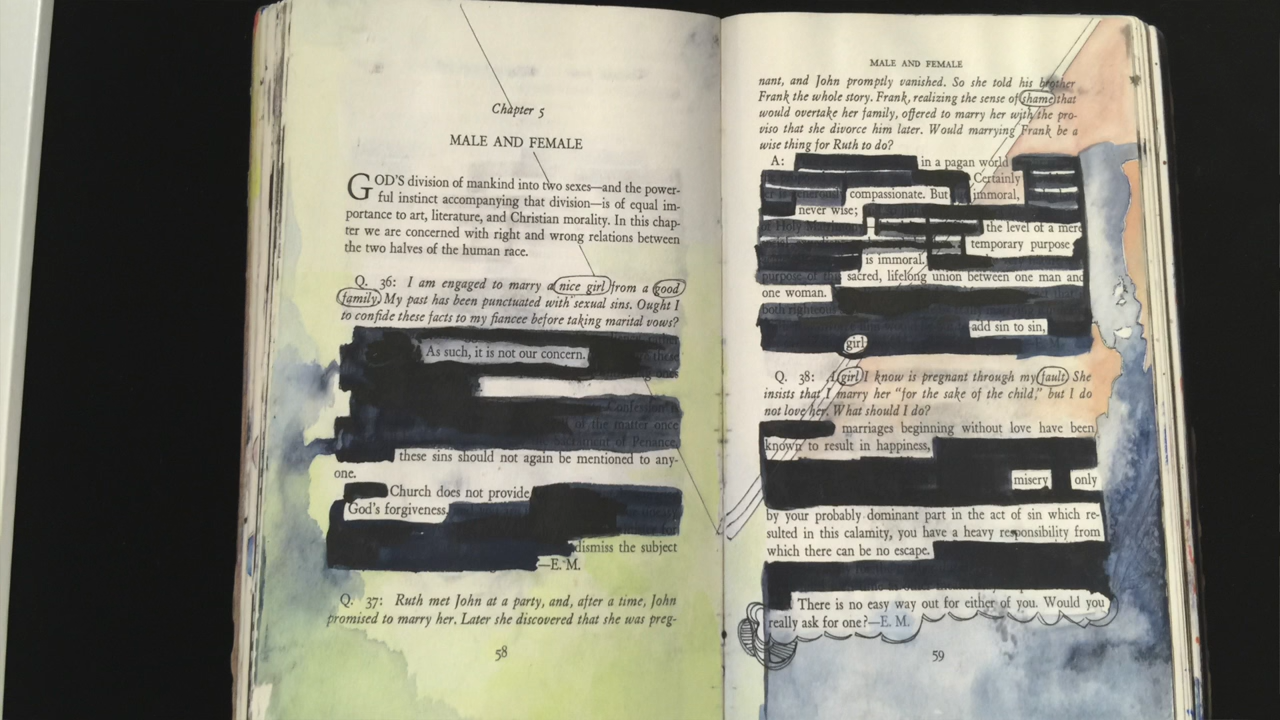 Chapter 5
MALE AND FEMALE
GOD'S division of mankind into two sexes—and the power-
ful instinct accompanying that division—is of equal im-
portance to art, literature, and Christian morality. In this chap-
ter we are concerned with right and wrong relations between
the two halves of the human race.
Q. 36: I am engaged to marry a nice girl from a good
family. My past has been punctuated with sexual sins. Ought I
to confide these facts to my fiancee before taking marital vows?
As such, it is not our concern.
these
Confession
of the matter once
Sacrament of Penance,
these sins should not again be mentioned to any-
one.
Church does not provide
God's forgiveness.
dismiss the subject
—E. M.
Q. 37: Ruth met John at a party, and, after a time, John
promised to marry her. Later she discovered that she was preg-
58
MALE AND FEMALE
nant, and John promptly vanished. So she told his brother
Frank the whole story. Frank, realizing the sense of shame that
would overtake her family, offered to marry her with the pro-
viso that she divorce him later. Would marrying Frank be a
wise thing for Ruth to do?
A: in a pagan world
Certainly
compassionate. But immoral,
never wise;
the level of a mere
temporary purpose
is immoral.
purpose of this sacred, lifelong union between one man and
one woman.
both righteous
add sin to sin,
girl
Q. 38: A girl I know is pregnant through my fault. She
insists that I marry her "for the sake of the child," but I do
not love her. What should I do?
marriages beginning without love have been
known to result in happiness,
misery only
by your probably dominant part in the act of sin which re-
sulted in this calamity, you have a heavy responsibility from
which there can be no escape.
There is no easy way out for either of you. Would you
really ask for one?—E. M.
59